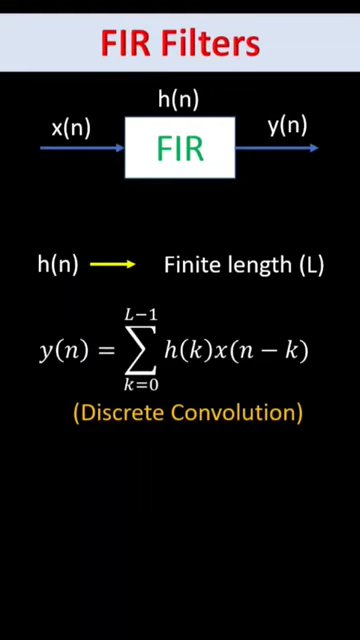 FIR Filters
h(n)
x(n) FIR y(n)
h(n) → Finite length (L)
y(n) = ∑_{k=0}^{L−1} h(k)x(n − k)
(Discrete Convolution)